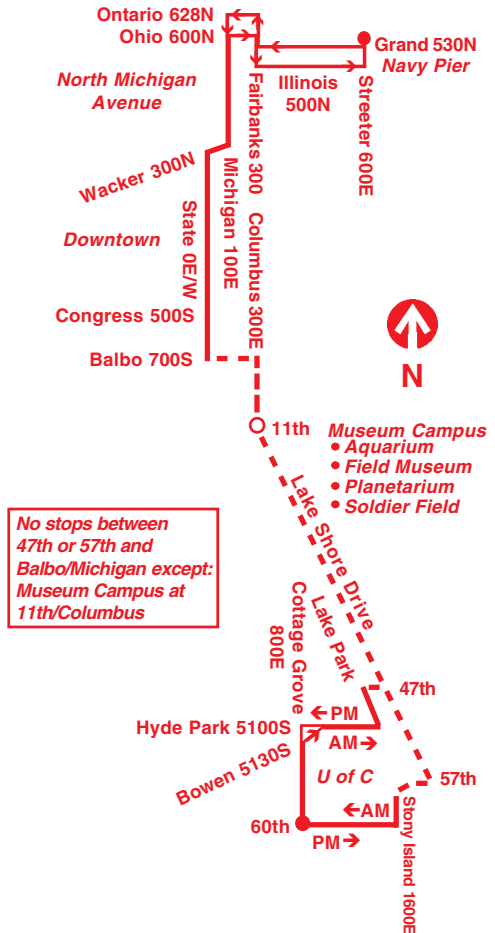 Ontario 628N
Ohio 600N
Grand 530N
Navy Pier
North Michigan
Avenue
Illinois
500N
Fairbanks 300
Streeter 600E
Wacker 300N
Michigan 100E
Columbus 300E
State 0E/W
Downtown
Congress 500S
Balbo 700S
N
11th
Museum Campus
• Aquarium
• Field Museum
• Planetarium
• Soldier Field
Lake Shore Drive
No stops between
47th or 57th and
Balbo/Michigan except:
Museum Campus at
11th/Columbus
Cottage Grove
800E
Lake Park
47th
←PM
Hyde Park 5100S
AM→
Bowen 5130S
U of C
57th
←AM
60th
PM→
Stony Island 1600E